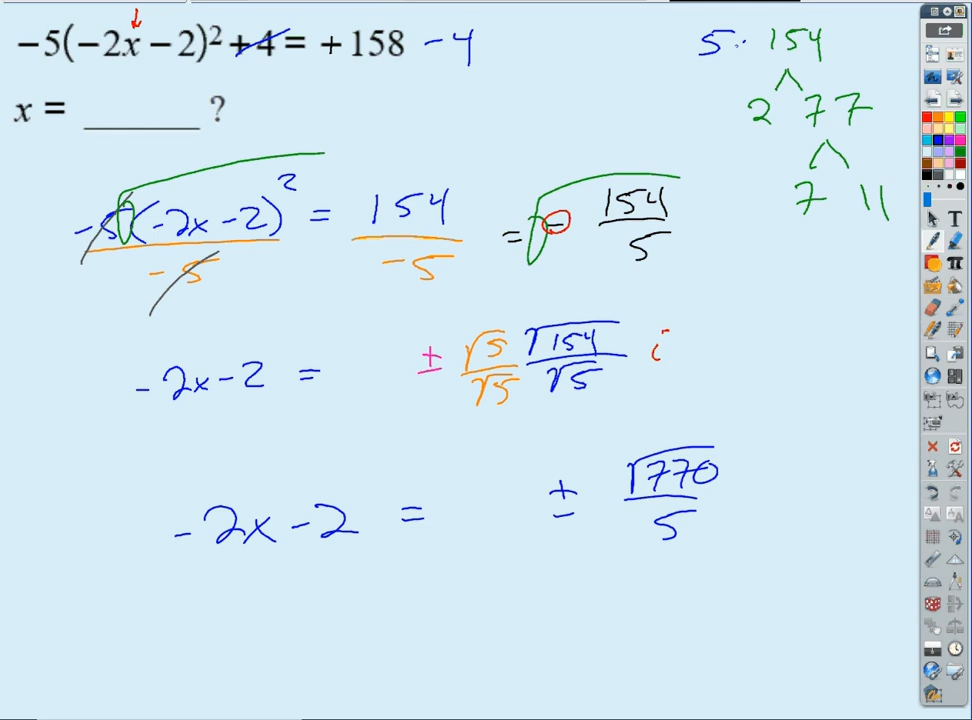 −5(−2x − 2)² + 4 = + 158 − 4
x = ______ ?
5 · 154
2 77
7 11
−5(−2x − 2)² / −5 = 154 / −5 = √(− 154/5)
−2x − 2 = ± √5/√5 √154/√5 i
−2x − 2 = ± √770/5